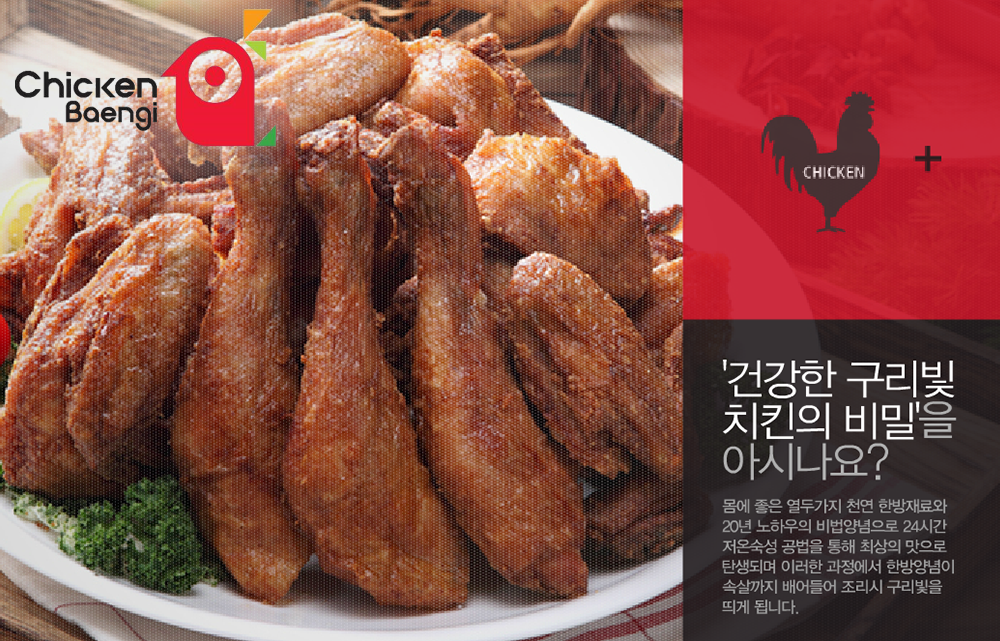 Chicken
Baengi
CHICKEN
+
'건강한 구리빛
치킨의 비밀'을
아시나요?
몸에 좋은 열두가지 천연 한방재료와
20년 노하우의 비법양념으로 24시간
저온숙성 공법을 통해 최상의 맛으로
탄생되며 이러한 과정에서 한방양념이
속살까지 배어들어 조리시 구리빛을
띄게 됩니다.